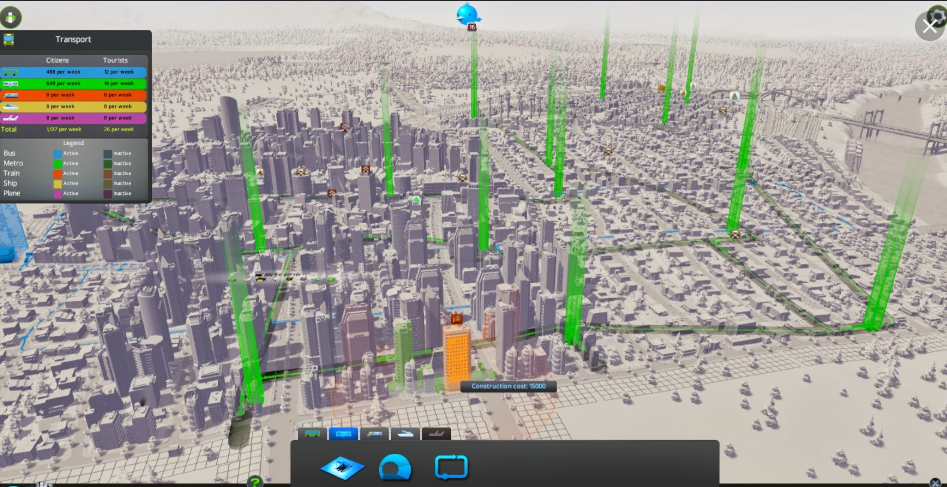 Transport
Citizens Tourists
488 per week 12 per week
649 per week 14 per week
0 per week 0 per week
0 per week 0 per week
0 per week 0 per week
Total 1,137 per week 26 per week
Legend
Bus Active Inactive
Metro Active Inactive
Train Active Inactive
Ship Active Inactive
Plane Active Inactive
Construction cost: 15000
?